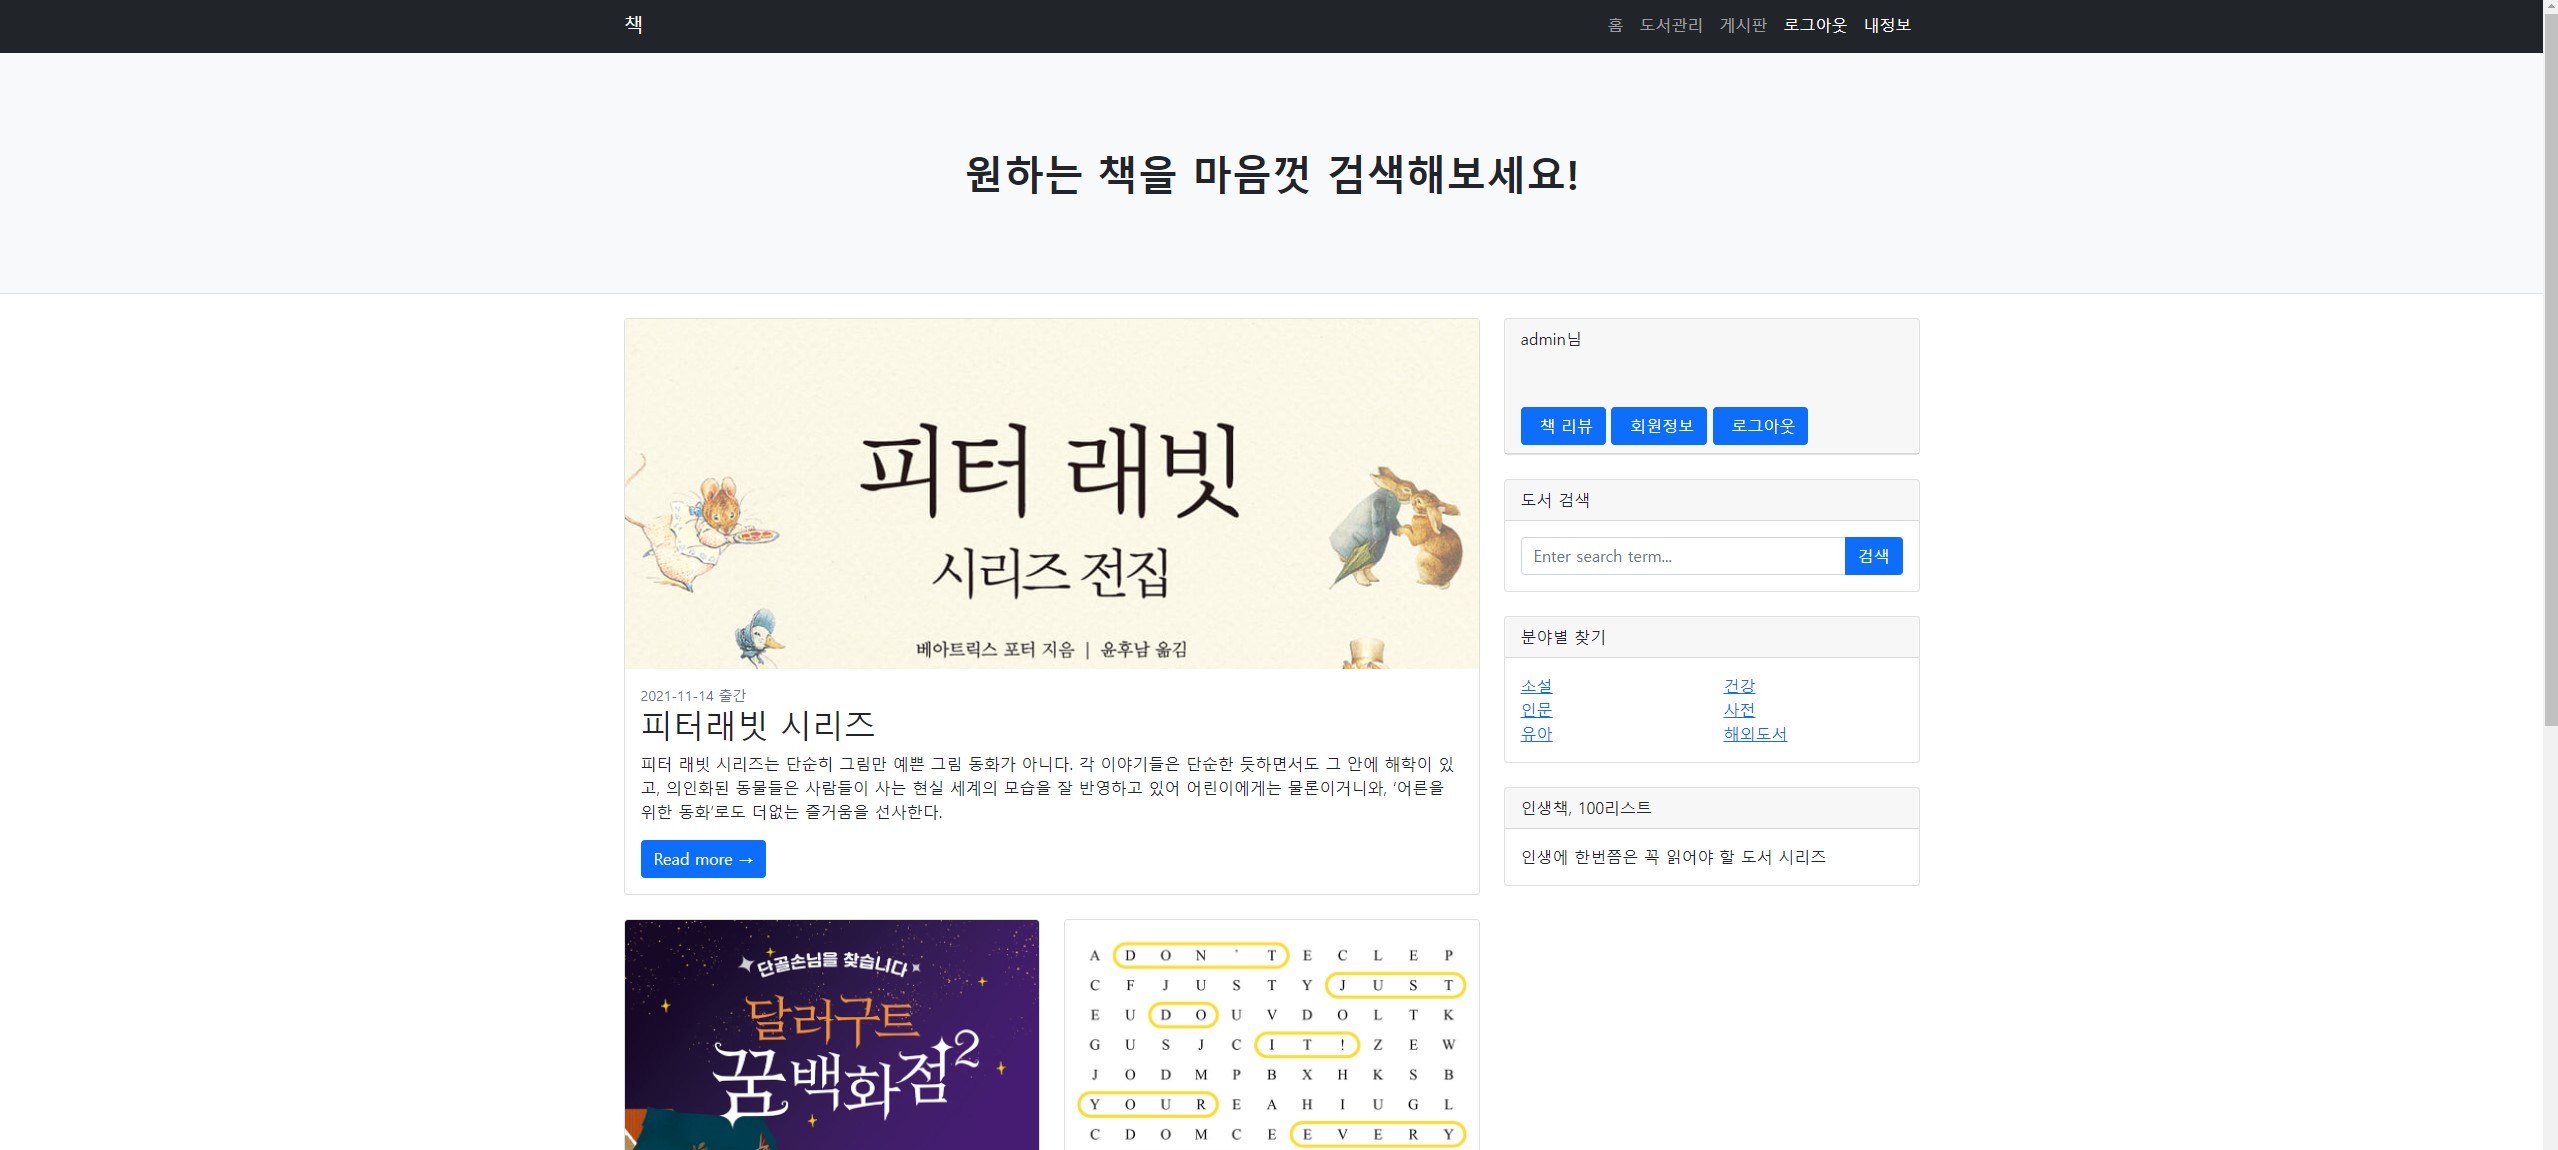 책
홈 도서관리 게시판 로그아웃 내정보
원하는 책을 마음껏 검색해보세요!
피터 래빗
시리즈 전집
베아트릭스 포터 지음 | 윤후남 옮김
2021-11-14 출간
피터래빗 시리즈
피터 래빗 시리즈는 단순히 그림만 예쁜 그림 동화가 아니다. 각 이야기들은 단순한 듯하면서도 그 안에 해학이 있
고, 의인화된 동물들은 사람들이 사는 현실 세계의 모습을 잘 반영하고 있어 어린이에게는 물론이거니와, ‘어른을
위한 동화’로도 더없는 즐거움을 선사한다.
Read more →
admin님
책 리뷰 회원정보 로그아웃
도서 검색
Enter search term... 검색
분야별 찾기
소설 건강
인문 사전
유아 해외도서
인생책, 100리스트
인생에 한번쯤은 꼭 읽어야 할 도서 시리즈
단골손님을 찾습니다
달러구트
꿈 백화점 2
A D O N ' T E C L E P
C F J U S T Y J U S T
E U D O U V D O L T K
G U S J C I T ! Z E W
J O D M P B X H K S B
Y O U R E A H I U G L
C D O M C E E V E R Y